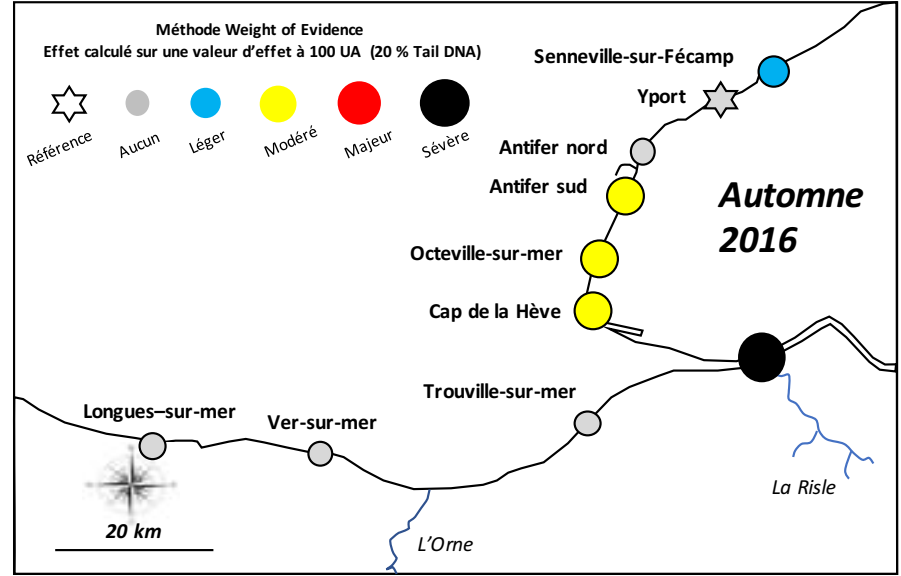 Méthode Weight of Evidence
Effet calculé sur une valeur d’effet à 100 UA (20 % Tail DNA)
Référence
Aucun
Léger
Modéré
Majeur
Sévère
Senneville-sur-Fécamp
Yport
Antifer nord
Antifer sud
Automne
2016
Octeville-sur-mer
Cap de la Hève
Trouville-sur-mer
Longues–sur-mer
Ver-sur-mer
La Risle
20 km
L’Orne